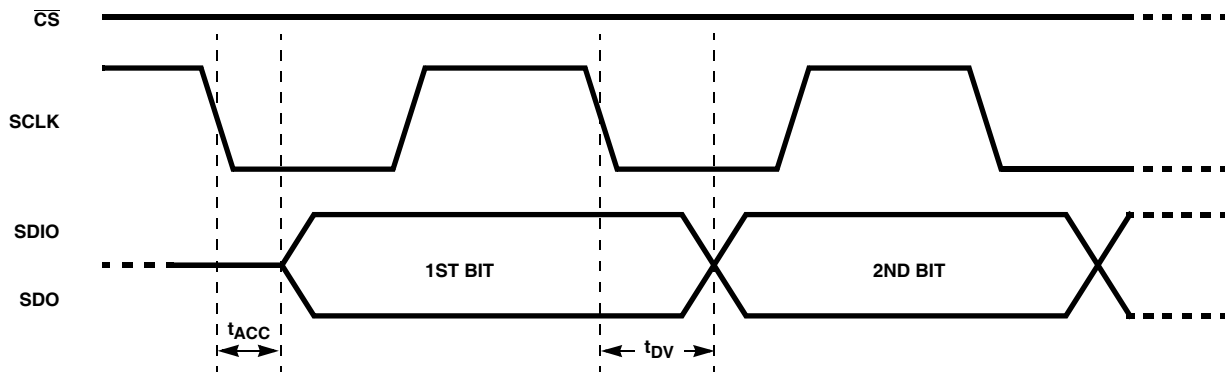 CS
SCLK
SDIO
1ST BIT
2ND BIT
SDO
tACC
tDV